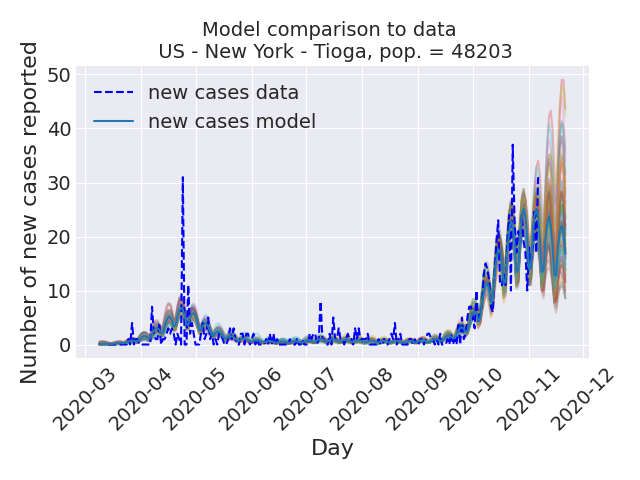 Model comparison to data
US - New York - Tioga, pop. = 48203
Number of new cases reported
50
40
30
20
10
0
new cases data
new cases model
2020-03
2020-04
2020-05
2020-06
2020-07
2020-08
2020-09
2020-10
2020-11
2020-12
Day